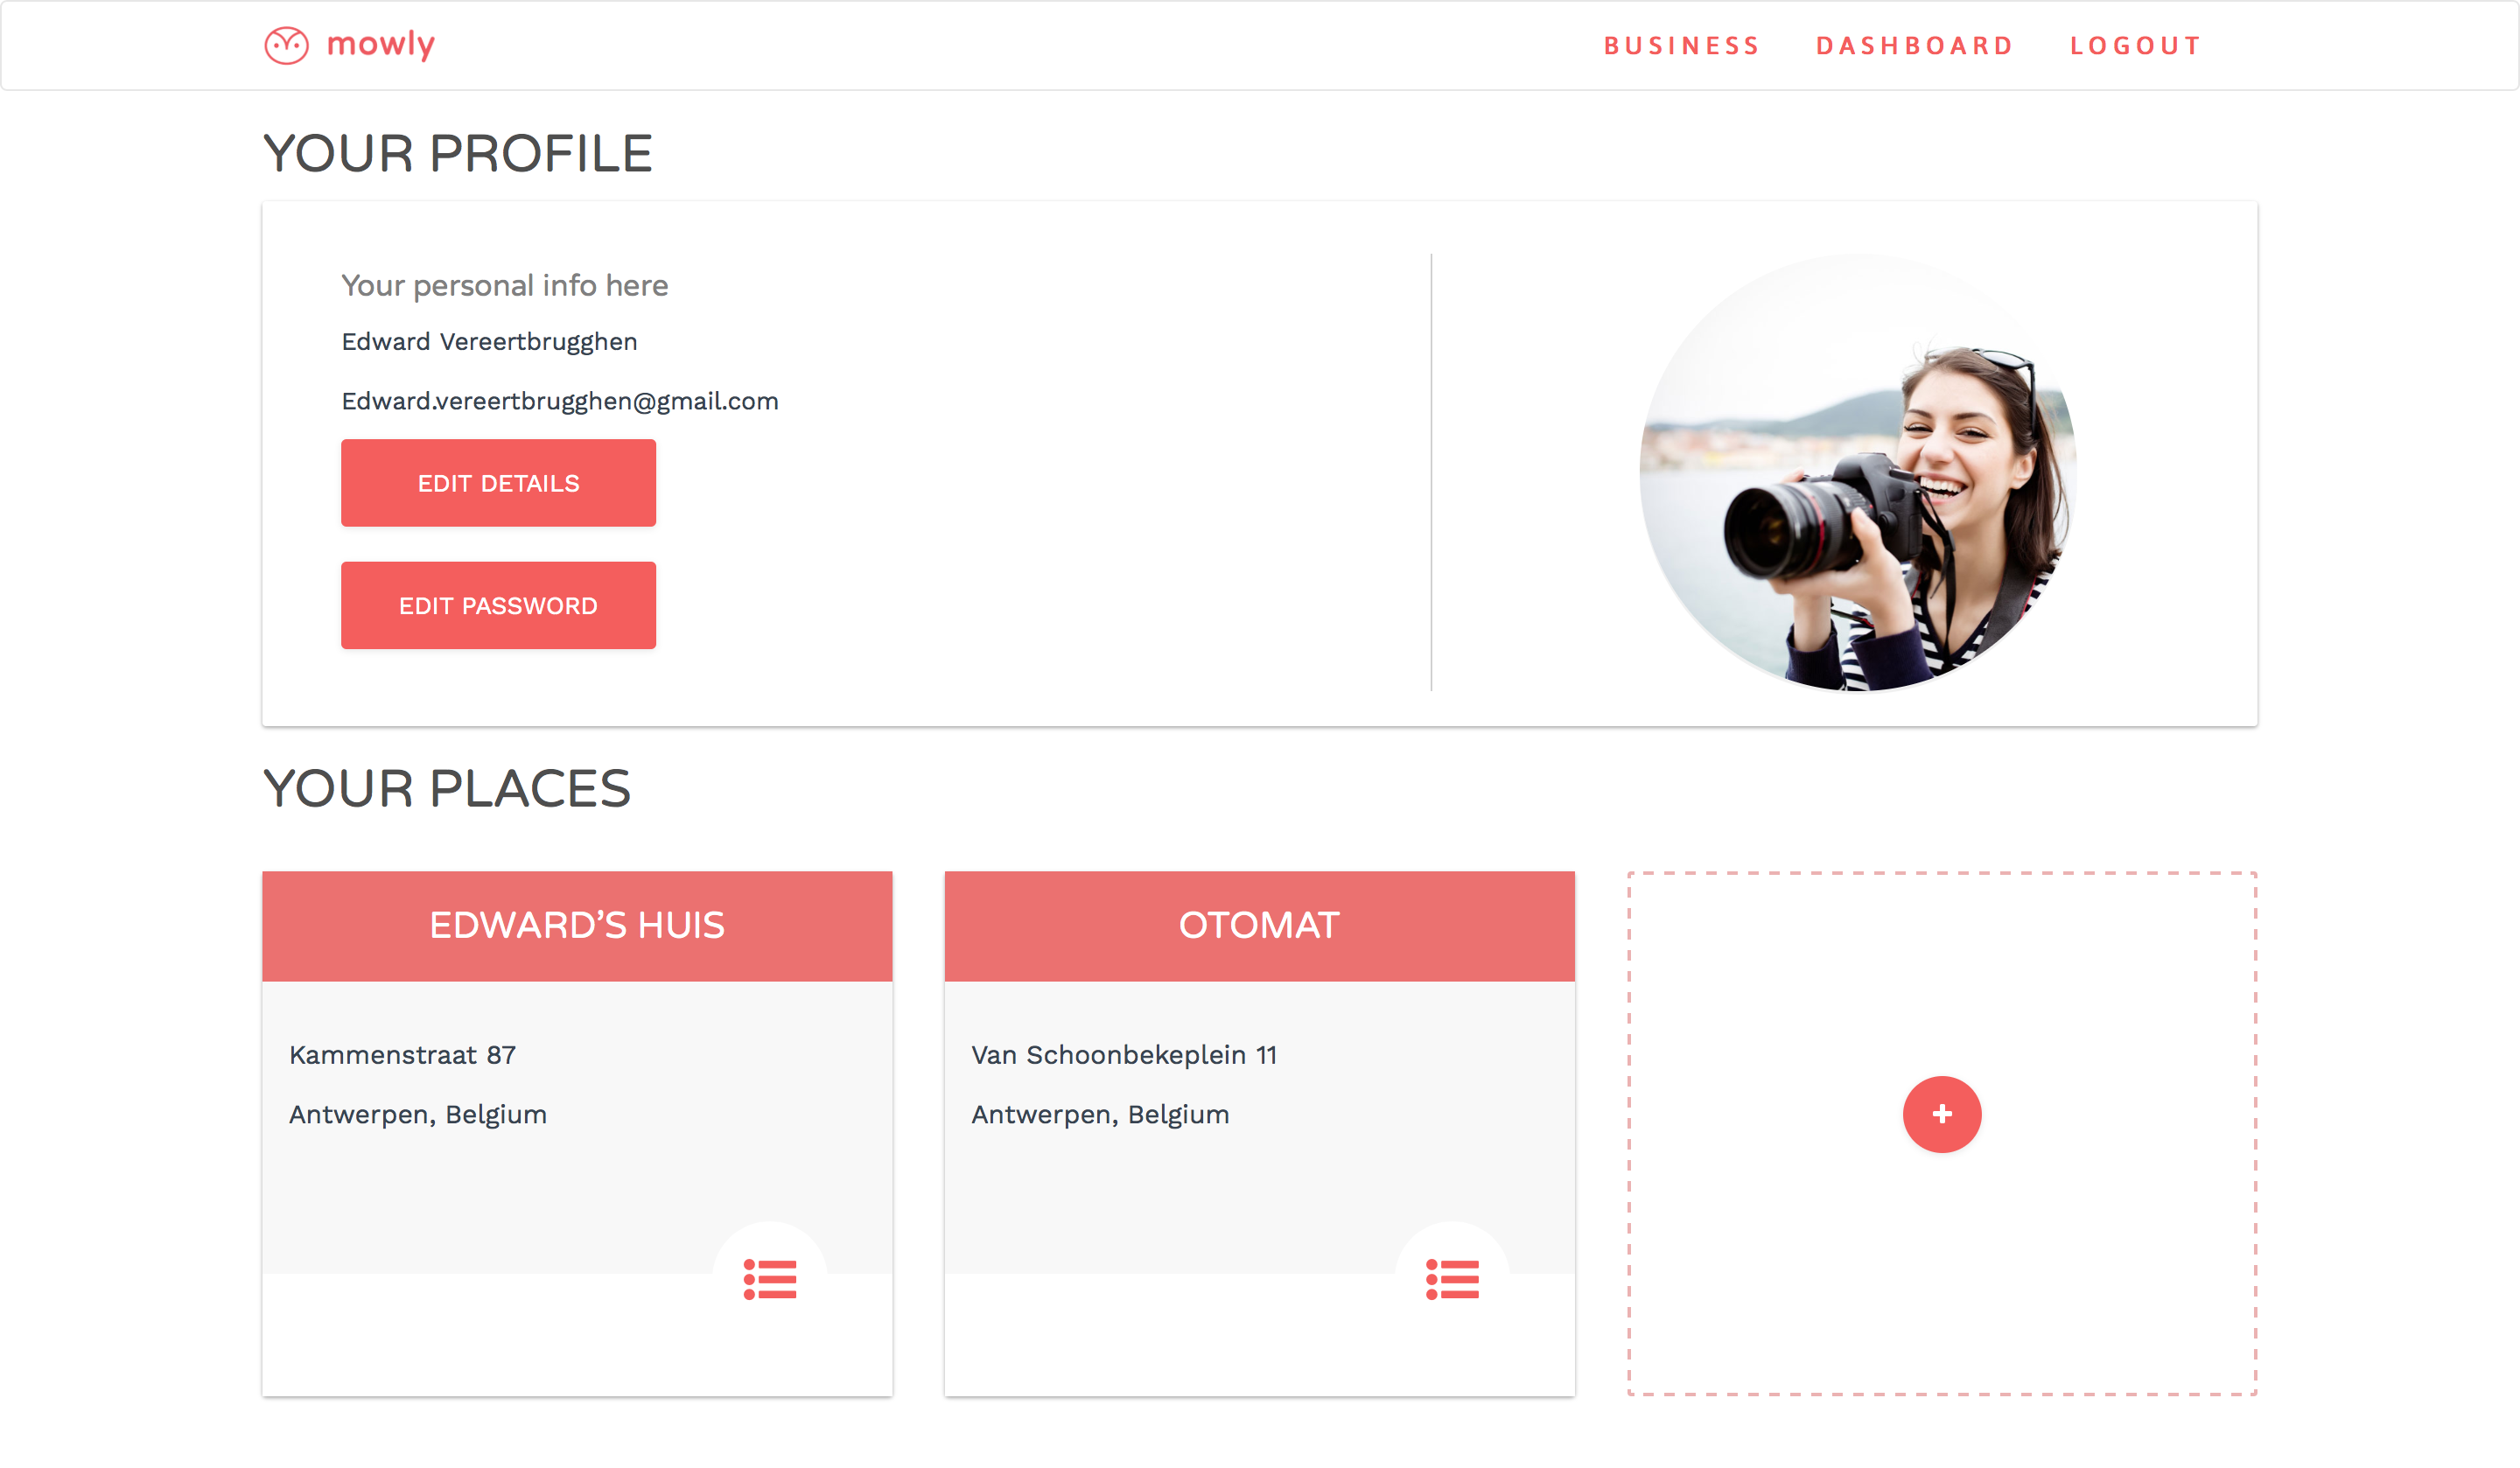 mowly
BUSINESS DASHBOARD LOGOUT
YOUR PROFILE
Your personal info here
Edward Vereertbrugghen
Edward.vereertbrugghen@gmail.com
EDIT DETAILS
EDIT PASSWORD
YOUR PLACES
EDWARD’S HUIS
Kammenstraat 87
Antwerpen, Belgium
OTOMAT
Van Schoonbekeplein 11
Antwerpen, Belgium
+